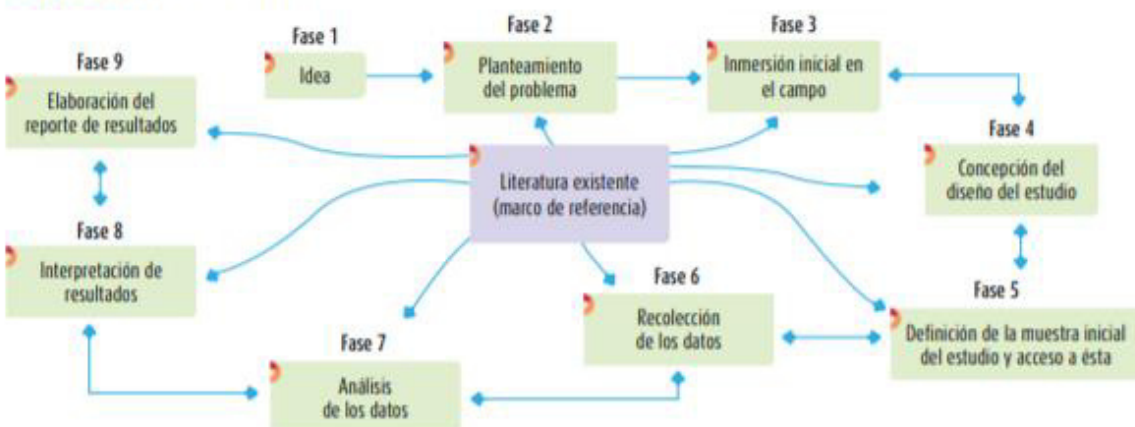 Fase 1
Idea
Fase 2
Planteamiento
del problema
Fase 3
Inmersión inicial en
el campo
Fase 4
Concepción del
diseño del estudio
Fase 5
Definición de la muestra inicial
del estudio y acceso a ésta
Fase 6
Recolección
de los datos
Fase 7
Análisis
de los datos
Fase 8
Interpretación de
resultados
Fase 9
Elaboración del
reporte de resultados
Literatura existente
(marco de referencia)